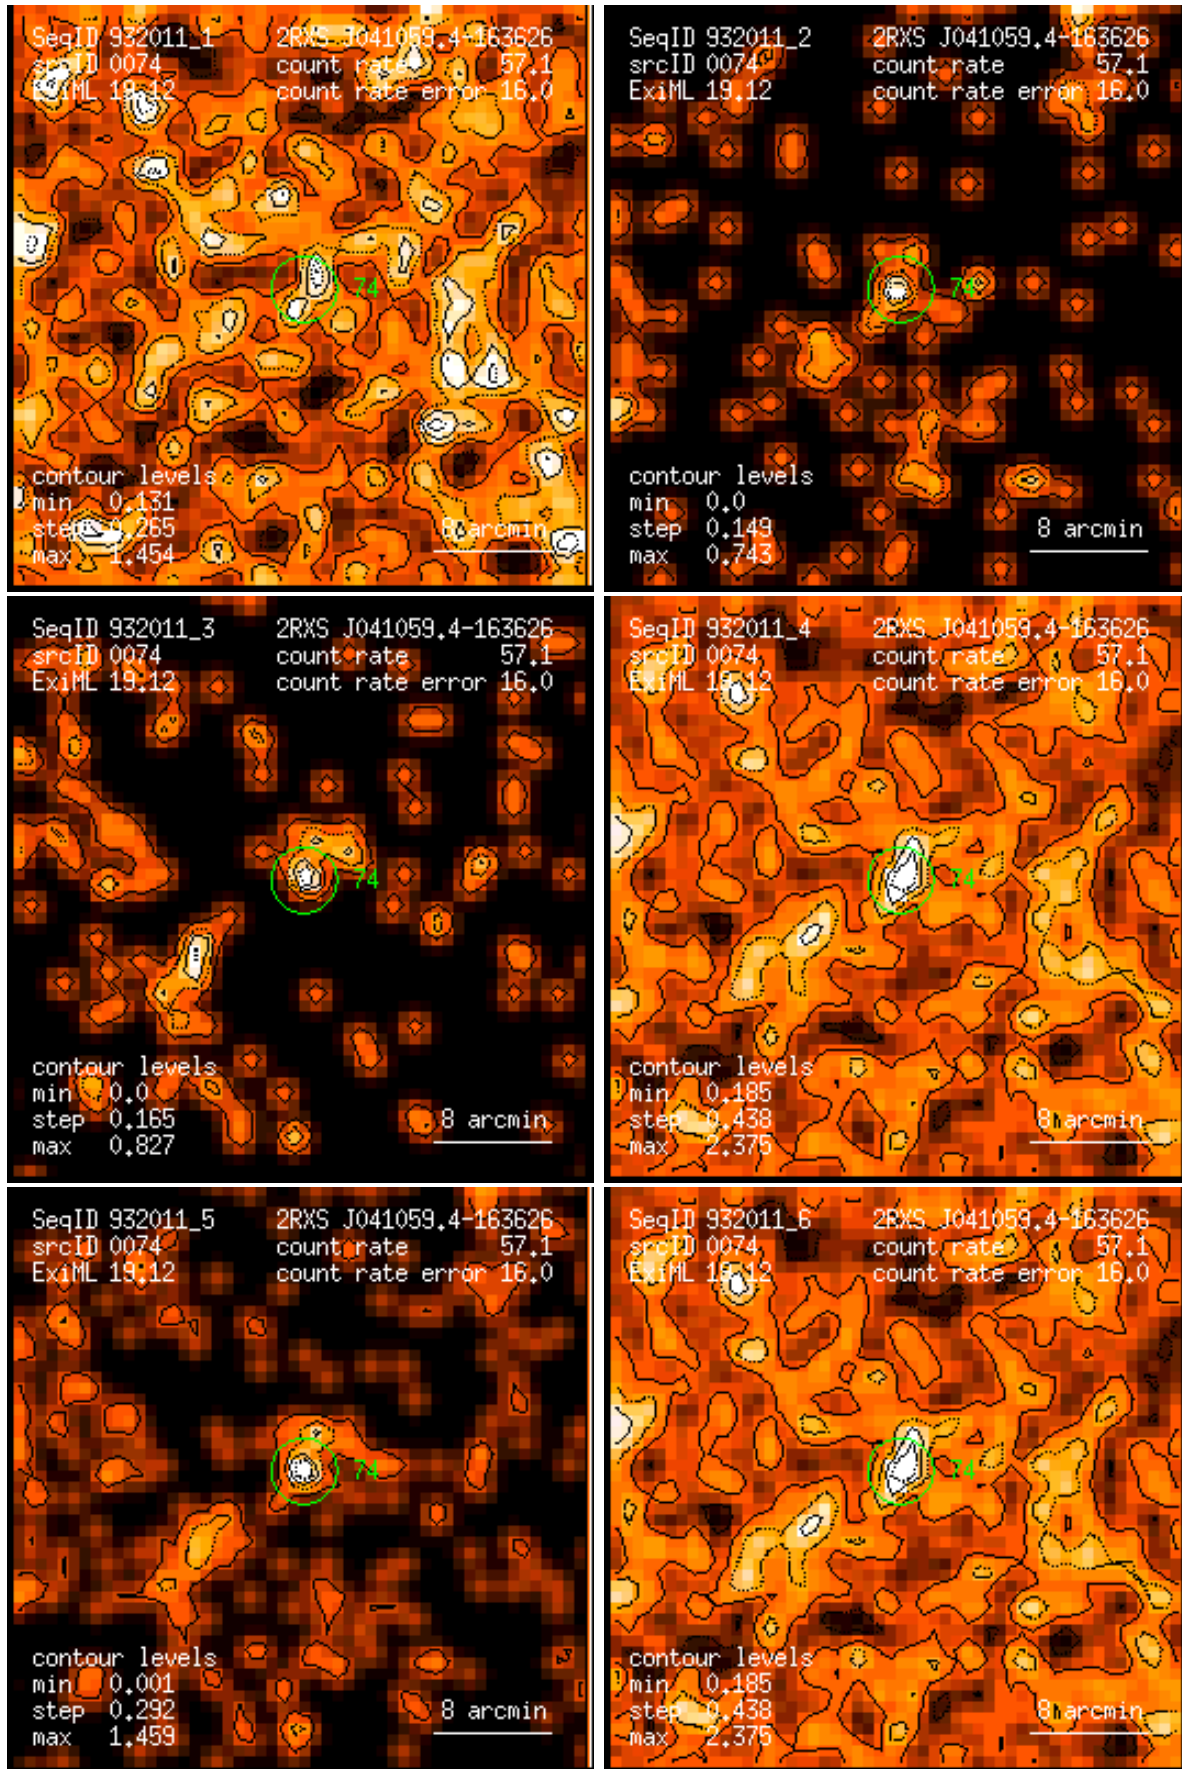 SeqID 932011_1 2RXS J041059.4-163626
srcID 0074 count rate 57.1
ExiML 19.12 count rate error 16.0
74
contour levels
min 0.131
step 0.265 8 arcmin
max 1.454
SeqID 932011_2 2RXS J041059.4-163626
srcID 0074 count rate 57.1
ExiML 19.12 count rate error 16.0
74
contour levels
min 0.0
step 0.149 8 arcmin
max 0.743
SeqID 932011_3 2RXS J041059.4-163626
srcID 0074 count rate 57.1
ExiML 19.12 count rate error 16.0
74
contour levels
min 0.0
step 0.165 8 arcmin
max 0.827
SeqID 932011_4 2RXS J041059.4-163626
srcID 0074 count rate 57.1
ExiML 19.12 count rate error 16.0
74
contour levels
min 0.185
step 0.438 8 arcmin
max 2.375
SeqID 932011_5 2RXS J041059.4-163626
srcID 0074 count rate 57.1
ExiML 19.12 count rate error 16.0
74
contour levels
min 0.001
step 0.292 8 arcmin
max 1.459
SeqID 932011_6 2RXS J041059.4-163626
srcID 0074 count rate 57.1
ExiML 19.12 count rate error 16.0
74
contour levels
min 0.185
step 0.438 8 arcmin
max 2.375